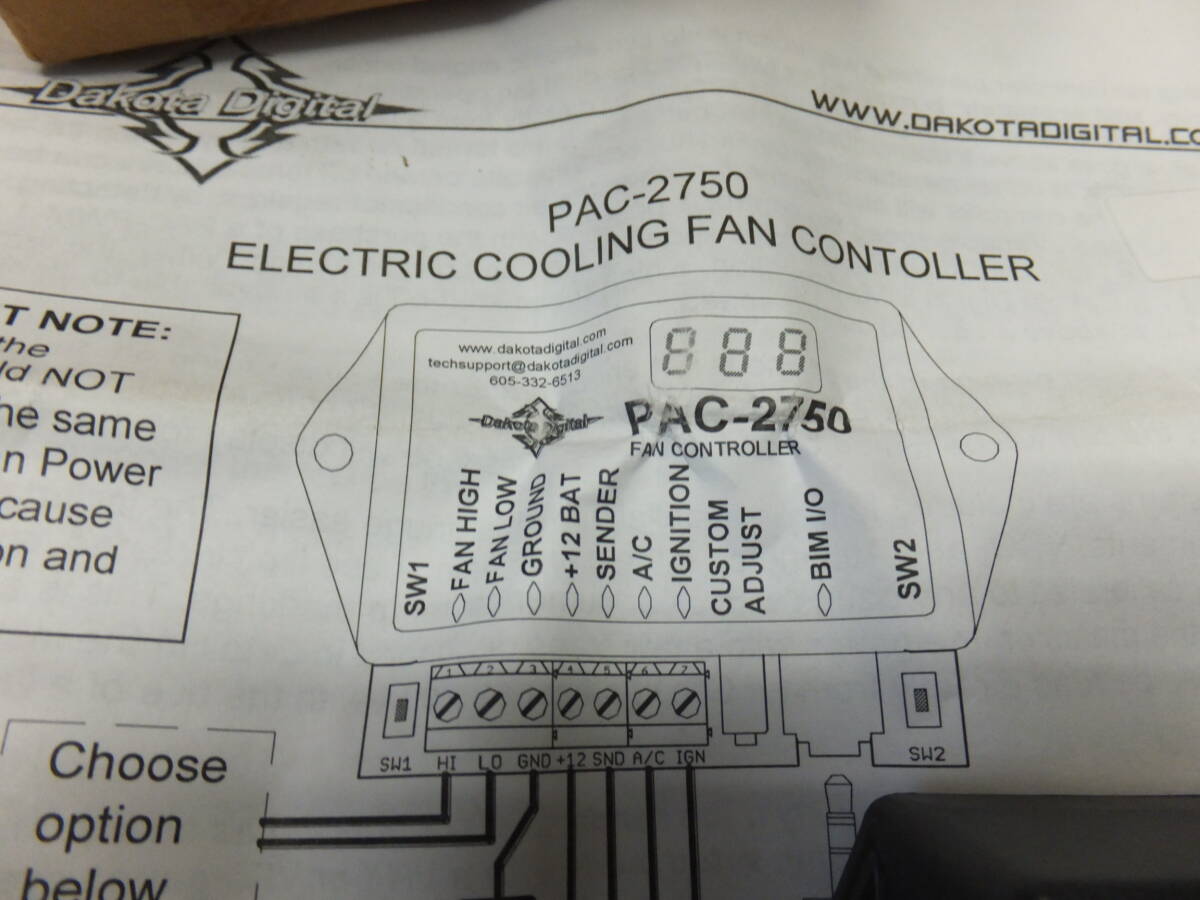 Dakota Digital
WWW.DAKOTADIGITAL.CO
PAC-2750
ELECTRIC COOLING FAN CONTOLLER
T NOTE:
the
ld NOT
he same
n Power
cause
on and
www.dakotadigital.com
techsupport@dakotadigital.com
605-332-6513
888
Dakota Digital
PAC-2750
FAN CONTROLLER
SW1
FAN HIGH
FAN LOW
GROUND
+12 BAT
SENDER
A/C
IGNITION
CUSTOM
ADJUST
BIM I/O
SW2
1 2 3 4 5 6 7
SW1 HI LO GND +12 SND A/C IGN SW2
Choose
option
below